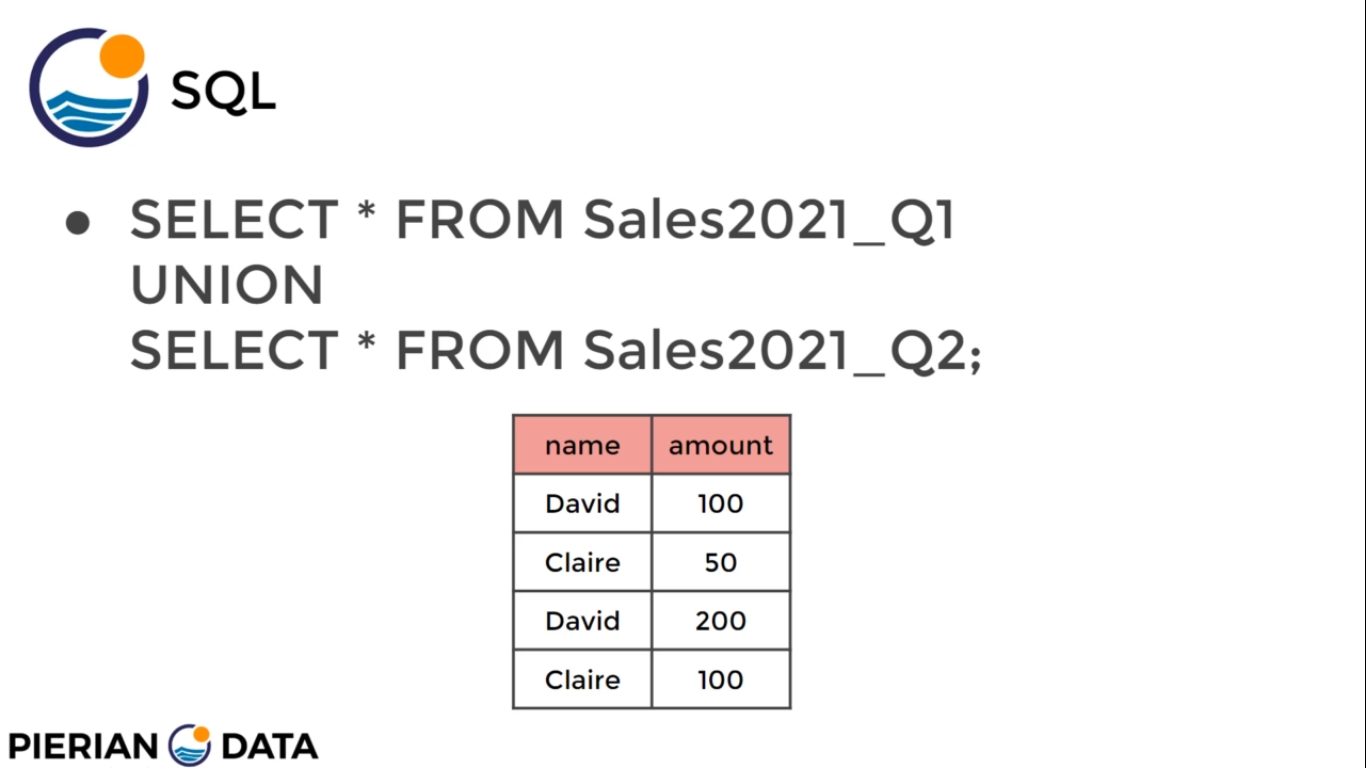 SQL
● SELECT * FROM Sales2021_Q1
UNION
SELECT * FROM Sales2021_Q2;
name amount
David 100
Claire 50
David 200
Claire 100
PIERIAN DATA